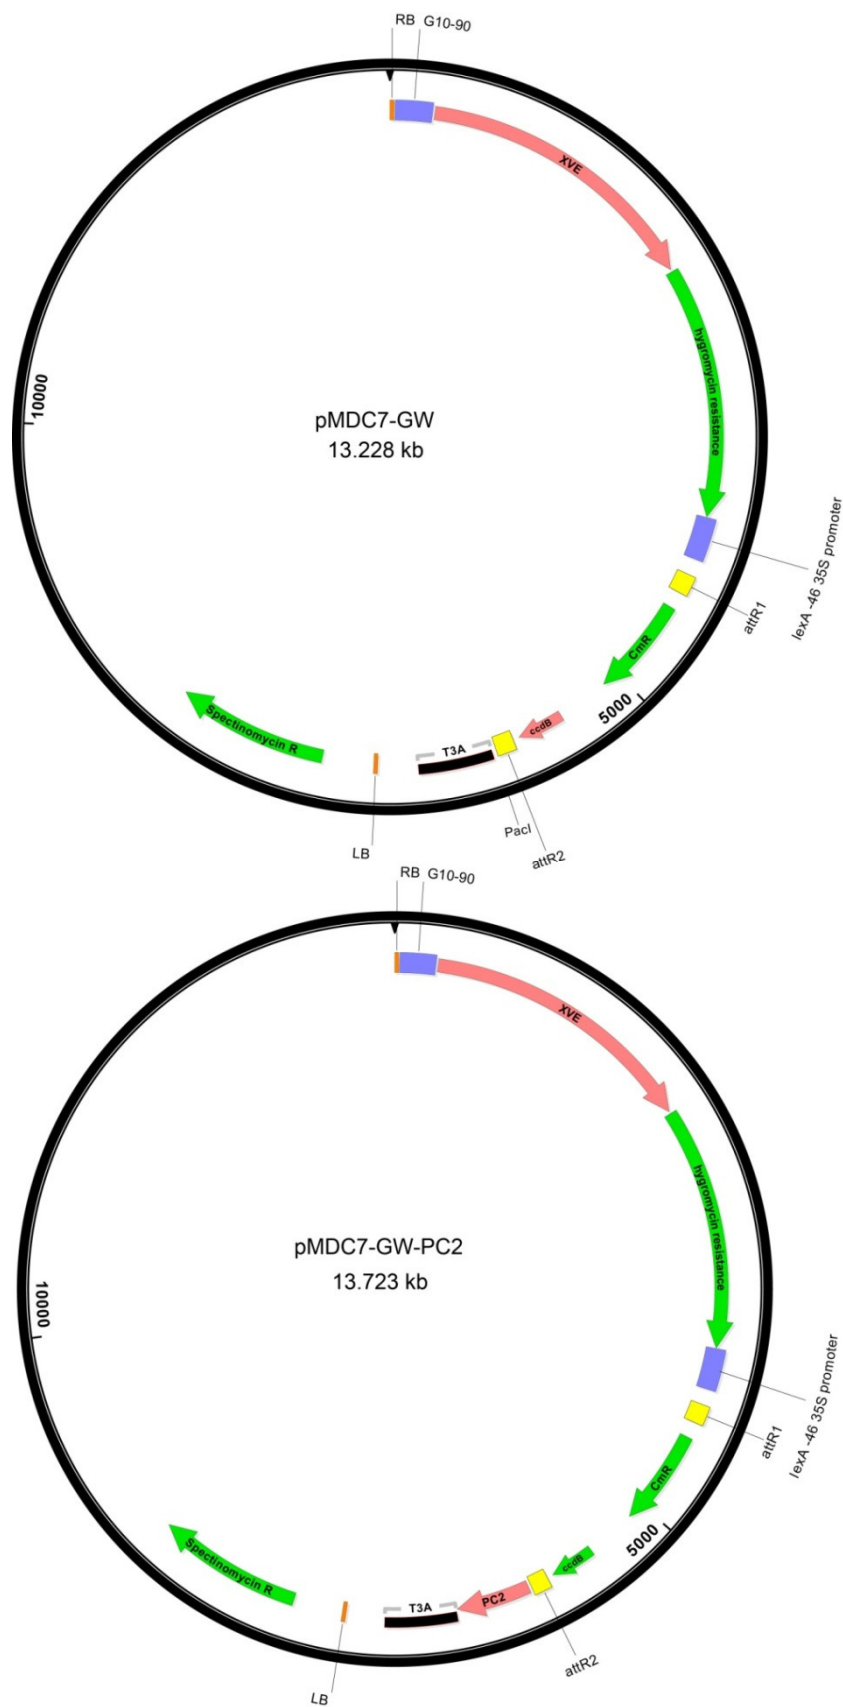 RB G10-90
XVE
hygromycin resistance
10000
pMDC7-GW
13.228 kb
lexA -46 35S promoter
attR1
CmR
5000
ccdB
Spectinomycin R
T3A
PacI
attR2
LB
RB G10-90
XVE
hygromycin resistance
pMDC7-GW-PC2
13.723 kb
10000
lexA -46 35S promoter
attR1
CmR
5000
ccdB
Spectinomycin R
PC2
T3A
attR2
LB